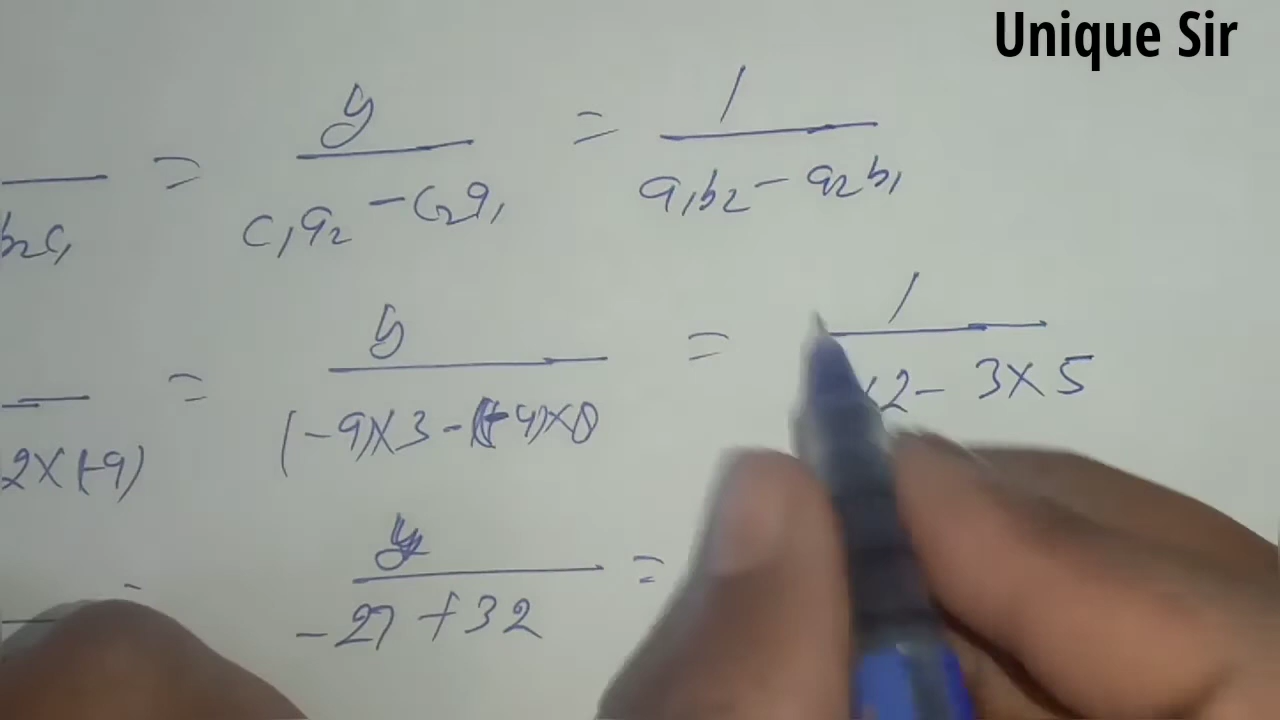 Unique Sir
b₂c₁ = y/(c₁a₂ - c₂a₁) = 1/(a₁b₂ - a₂b₁)
2×(-9) = y/((-9)×3 - (-4)×8) = 1/(×2 - 3×5)
= y/(-27 + 32) =